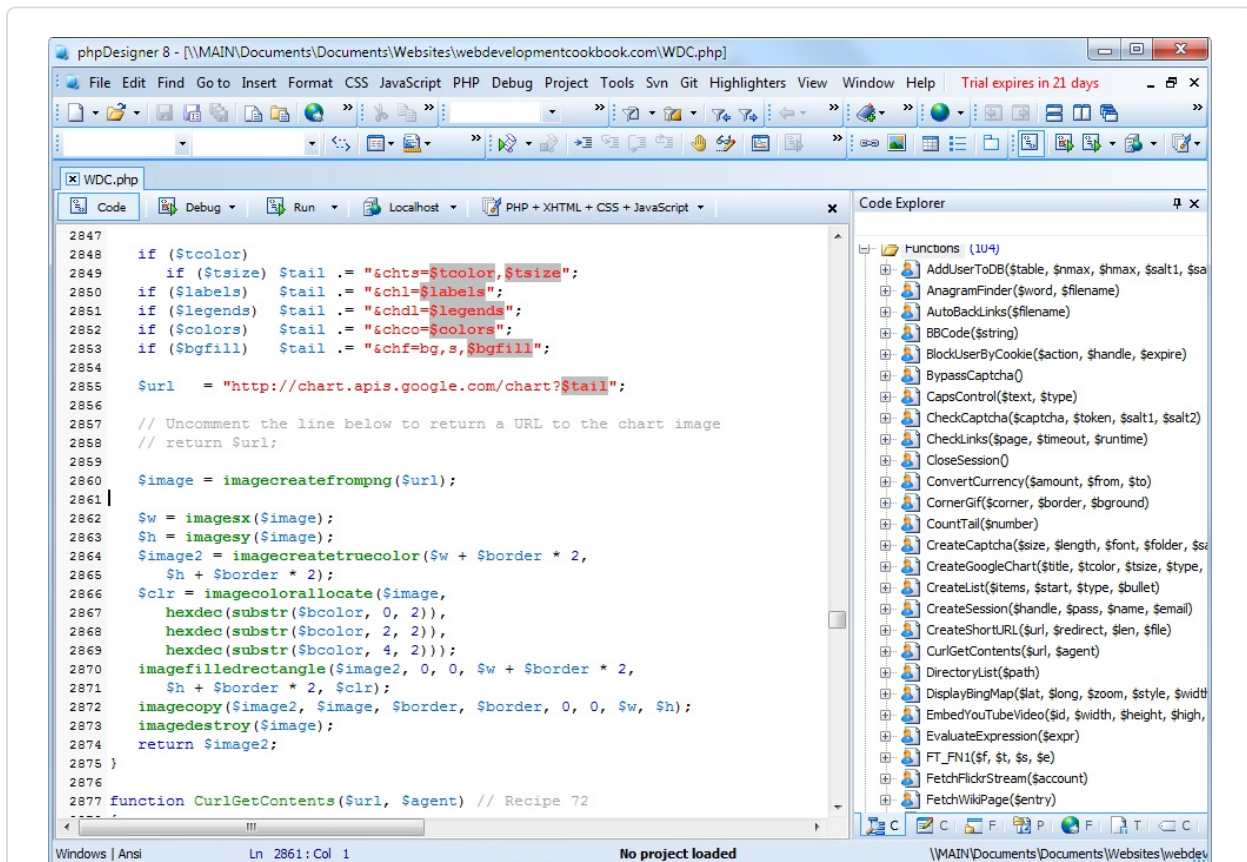 phpDesigner 8 - [\\MAIN\Documents\Documents\Websites\webdevelopmentcookbook.com\WDC.php]
File Edit Find Go to Insert Format CSS JavaScript PHP Debug Project Tools Svn Git Highlighters View Window Help Trial expires in 21 days
WDC.php
Code Debug Run Localhost PHP + XHTML + CSS + JavaScript
2847
2848 if ($tcolor)
2849 if ($tsize) $tail .= "&chts=$tcolor,$tsize";
2850 if ($labels) $tail .= "&chl=$labels";
2851 if ($legends) $tail .= "&chdl=$legends";
2852 if ($colors) $tail .= "&chco=$colors";
2853 if ($bgfill) $tail .= "&chf=bg,s,$bgfill";
2854
2855 $url = "http://chart.apis.google.com/chart?$tail";
2856
2857 // Uncomment the line below to return a URL to the chart image
2858 // return $url;
2859
2860 $image = imagecreatefrompng($url);
2861
2862 $w = imagesx($image);
2863 $h = imagesy($image);
2864 $image2 = imagecreatetruecolor($w + $border * 2,
2865 $h + $border * 2);
2866 $clr = imagecolorallocate($image,
2867 hexdec(substr($bcolor, 0, 2)),
2868 hexdec(substr($bcolor, 2, 2)),
2869 hexdec(substr($bcolor, 4, 2)));
2870 imagefilledrectangle($image2, 0, 0, $w + $border * 2,
2871 $h + $border * 2, $clr);
2872 imagecopy($image2, $image, $border, $border, 0, 0, $w, $h);
2873 imagedestroy($image);
2874 return $image2;
2875 }
2876
2877 function CurlGetContents($url, $agent) // Recipe 72
Code Explorer
Functions (104)
AddUserToDB($table, $nmax, $hmax, $salt1, $sa
AnagramFinder($word, $filename)
AutoBackLinks($filename)
BBCode($string)
BlockUserByCookie($action, $handle, $expire)
BypassCaptcha()
CapsControl($text, $type)
CheckCaptcha($captcha, $token, $salt1, $salt2)
CheckLinks($page, $timeout, $runtime)
CloseSession()
ConvertCurrency($amount, $from, $to)
CornerGif($corner, $border, $bground)
CountTail($number)
CreateCaptcha($size, $length, $font, $folder, $sa
CreateGoogleChart($title, $tcolor, $tsize, $type,
CreateList($items, $start, $type, $bullet)
CreateSession($handle, $pass, $name, $email)
CreateShortURL($url, $redirect, $len, $file)
CurlGetContents($url, $agent)
DirectoryList($path)
DisplayBingMap($lat, $long, $zoom, $style, $width
EmbedYouTubeVideo($id, $width, $height, $high,
EvaluateExpression($expr)
FT_FN1($f, $t, $s, $e)
FetchFlickrStream($account)
FetchWikiPage($entry)
C C F P F T C
Windows | Ansi Ln 2861 : Col 1 No project loaded \\MAIN\Documents\Documents\Websites\webdev